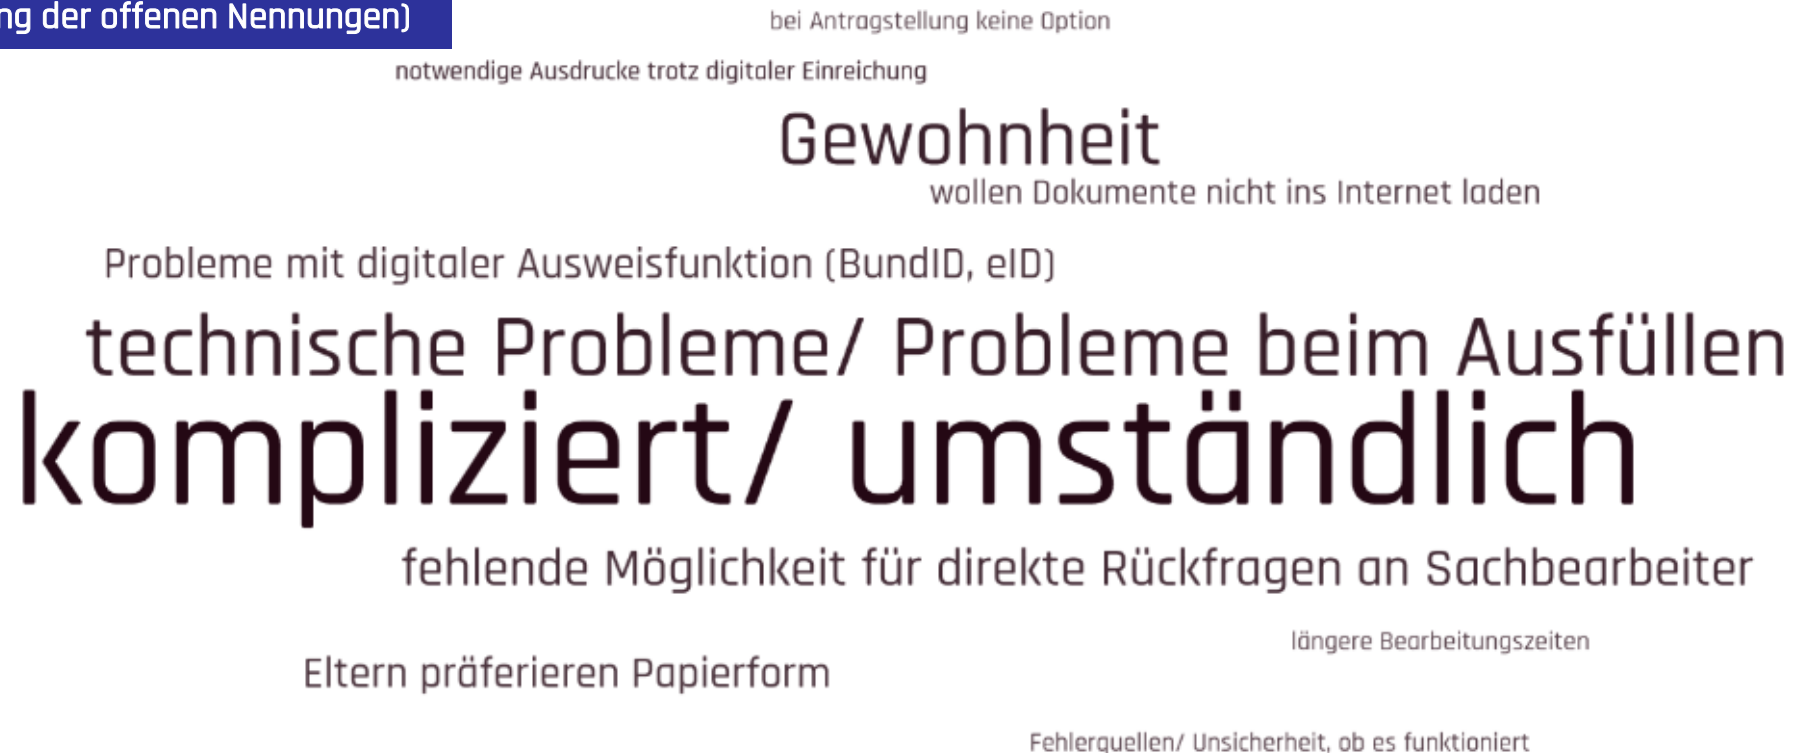 der offenen Nennungen)
bei Antragstellung keine Option
notwendige Ausdrucke trotz digitaler Einreichung
Gewohnheit
wollen Dokumente nicht ins Internet laden
Probleme mit digitaler Ausweisfunktion (BundID, eID)
technische Probleme/ Probleme beim Ausfüllen
kompliziert/ umständlich
fehlende Möglichkeit für direkte Rückfragen an Sachbearbeiter
längere Bearbeitungszeiten
Eltern präferieren Papierform
Fehlerquellen/ Unsicherheit, ob es funktioniert